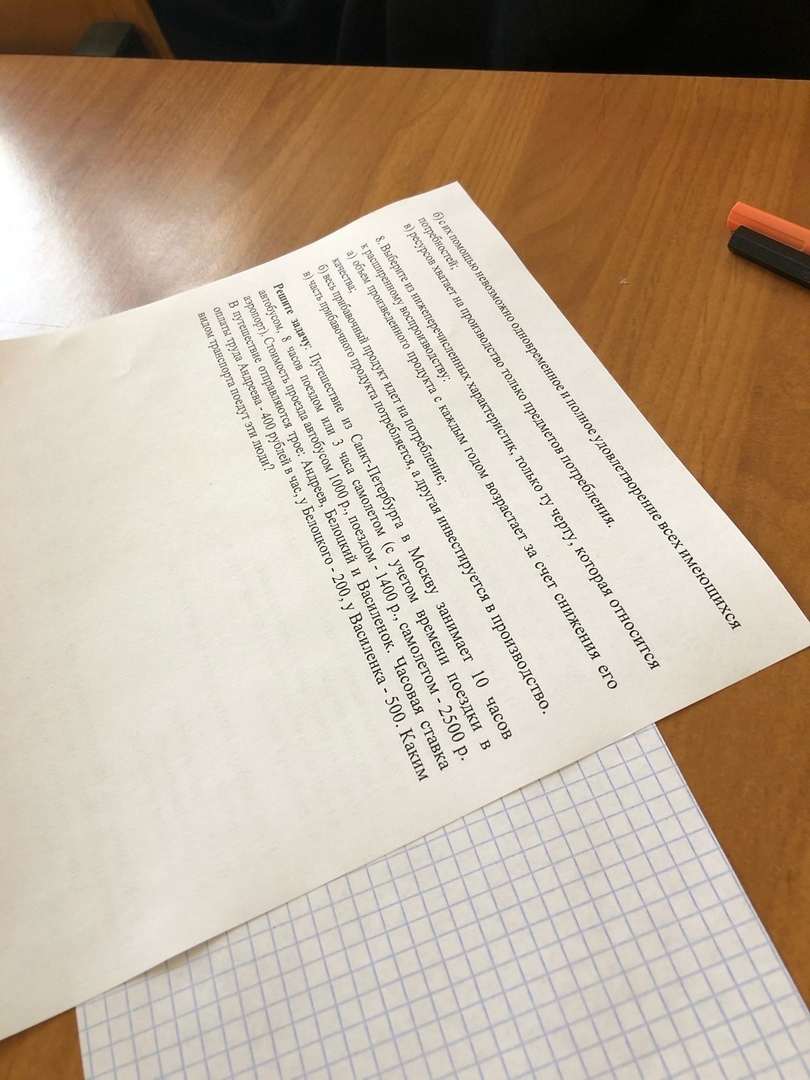 б) с их помощью невозможно одновременное и полное удовлетворение всех имеющихся
потребностей;
в) ресурсов хватает на производство только предметов потребления.
8. Выберите из нижеперечисленных характеристик, только ту черту, которая относится
к расширенному воспроизводству:
а) объем произведенного продукта с каждым годом возрастает за счет снижения его
качества;
б) весь прибавочный продукт идет на потребление;
в) часть прибавочного продукта потребляется, а другая инвестируется в производство.
Решите задачу: Путешествие из Санкт-Петербурга в Москву занимает 10 часов
автобусом, 8 часов поездом или 3 часа самолетом (с учетом времени поездки в
аэропорт). Стоимость проезда автобусом 1000 р., поездом - 1400 р., самолетом - 2500 р.
В путешествие отправляются трое: Андреев, Белоцкий и Василенок. Часовая ставка
оплаты труда Андреева - 400 рублей в час, у Белоцкого - 200, у Василенка - 500. Каким
видом транспорта поедут эти люди?